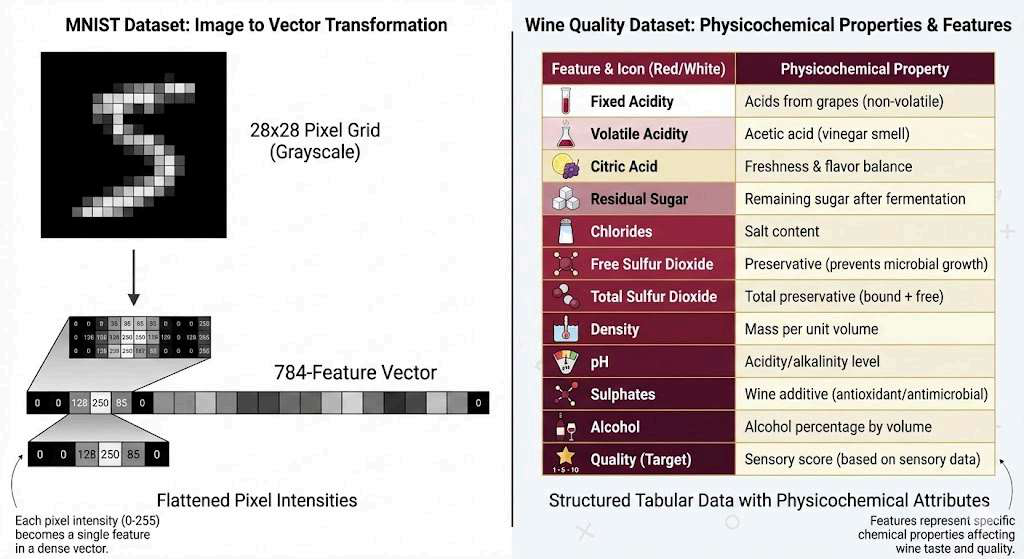 MNIST Dataset: Image to Vector Transformation
28x28 Pixel Grid
(Grayscale)
784-Feature Vector
0 0 128 250 85 0 0
0 0 128 250 85 0
Flattened Pixel Intensities
Each pixel intensity (0-255)
becomes a single feature
in a dense vector.
Wine Quality Dataset: Physicochemical Properties & Features
Feature & Icon (Red/White) Physicochemical Property
Fixed Acidity Acids from grapes (non-volatile)
Volatile Acidity Acetic acid (vinegar smell)
Citric Acid Freshness & flavor balance
Residual Sugar Remaining sugar after fermentation
Chlorides Salt content
Free Sulfur Dioxide Preservative (prevents microbial growth)
Total Sulfur Dioxide Total preservative (bound + free)
Density Mass per unit volume
pH Acidity/alkalinity level
Sulphates Wine additive (antioxidant/antimicrobial)
Alcohol Alcohol percentage by volume
Quality (Target) Sensory score (based on sensory data)
1 - 5 - 10
Structured Tabular Data with Physicochemical Attributes
Features represent specific
chemical properties affecting
wine taste and quality.